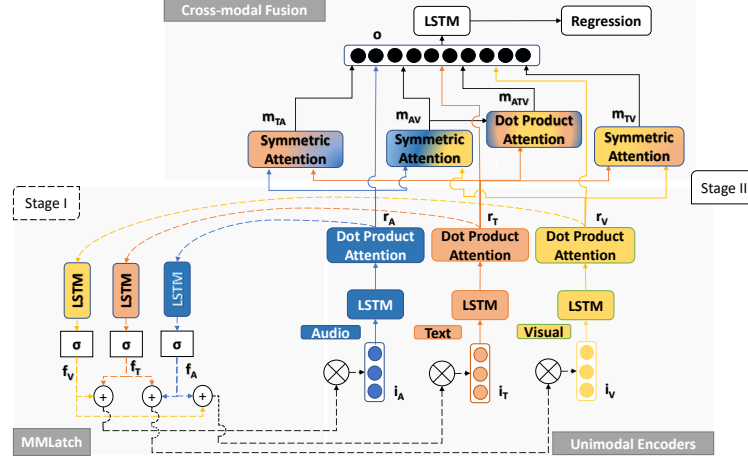 Cross-modal Fusion
LSTM
Regression
o
m_TA
m_AV
m_ATV
m_TV
Symmetric
Attention
Symmetric
Attention
Dot Product
Attention
Symmetric
Attention
Stage I
Stage II
r_A
r_T
r_V
Dot Product
Attention
Dot Product
Attention
Dot Product
Attention
LSTM
LSTM
LSTM
LSTM
LSTM
LSTM
Audio
Text
Visual
σ
σ
σ
f_V
f_T
f_A
+
+
+
i_A
i_T
i_V
MMLatch
Unimodal Encoders